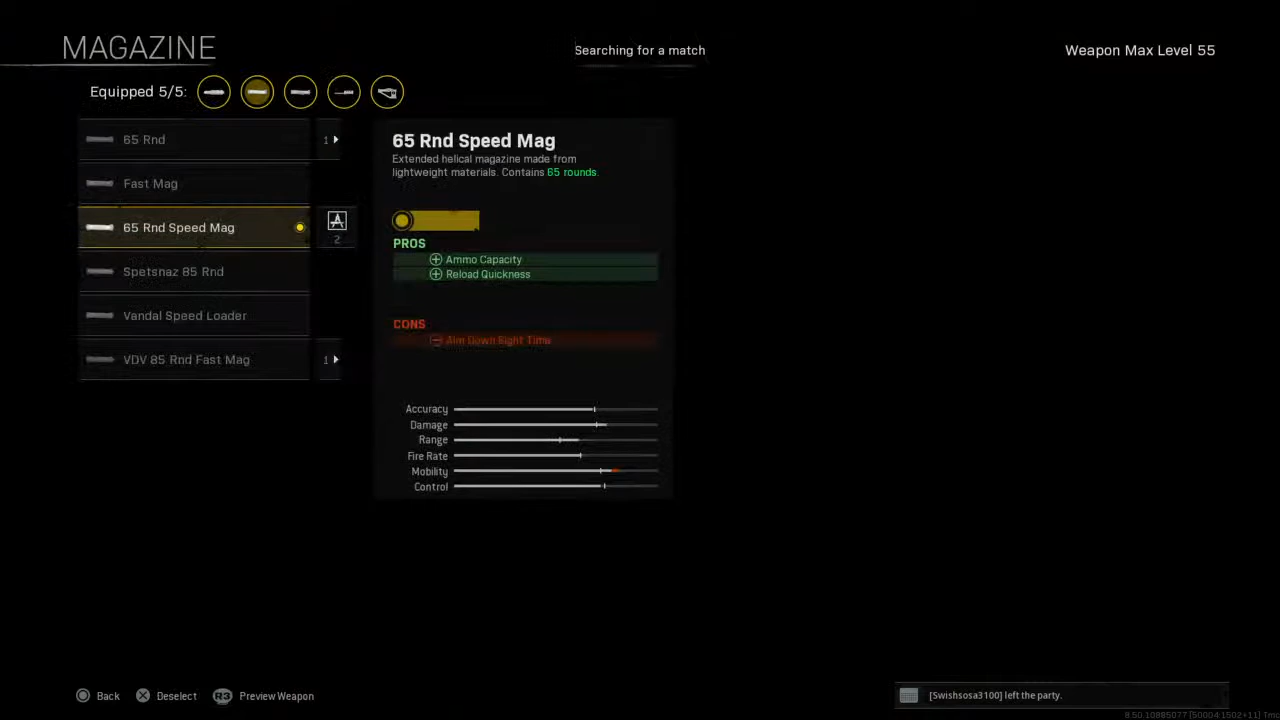 MAGAZINE
Searching for a match
Weapon Max Level 55
Equipped 5/5:
65 Rnd
1
Fast Mag
65 Rnd Speed Mag
2
Spetsnaz 85 Rnd
Vandal Speed Loader
VDV 85 Rnd Fast Mag
1
65 Rnd Speed Mag
Extended helical magazine made from
lightweight materials. Contains 65 rounds.
PROS
Ammo Capacity
Reload Quickness
CONS
Aim Down Sight Time
Accuracy
Damage
Range
Fire Rate
Mobility
Control
Back
Deselect
R3 Preview Weapon
[Swishsosa3100] left the party.